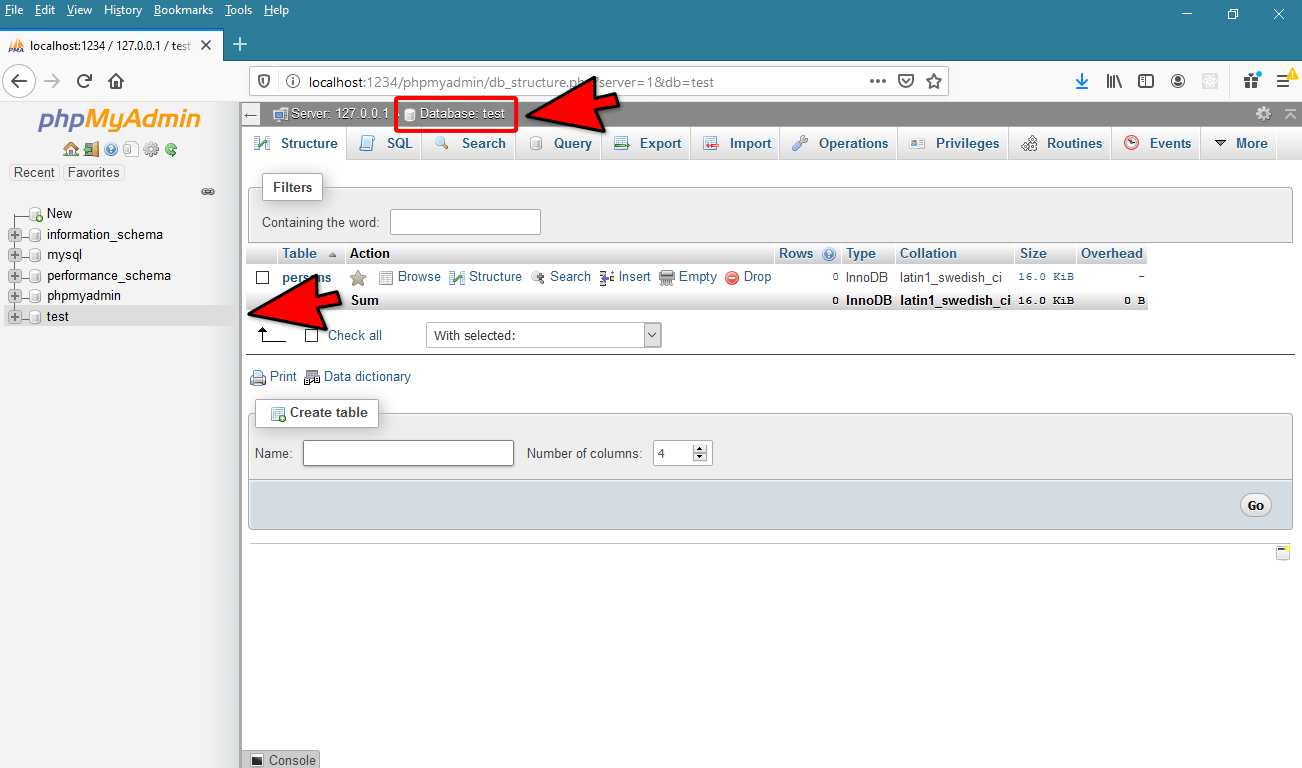 File Edit View History Bookmarks Tools Help
localhost:1234 / 127.0.0.1 / test
localhost:1234/phpmyadmin/db_structure.php?server=1&db=test
phpMyAdmin
Recent Favorites
New
information_schema
mysql
performance_schema
phpmyadmin
test
Server: 127.0.0.1 Database: test
Structure SQL Search Query Export Import Operations Privileges Routines Events More
Filters
Containing the word:
Table Action Rows Type Collation Size Overhead
persons Browse Structure Search Insert Empty Drop 0 InnoDB latin1_swedish_ci 16.0 KiB –
Sum 0 InnoDB latin1_swedish_ci 16.0 KiB 0 B
Check all With selected:
Print Data dictionary
Create table
Name: Number of columns: 4
Go
Console